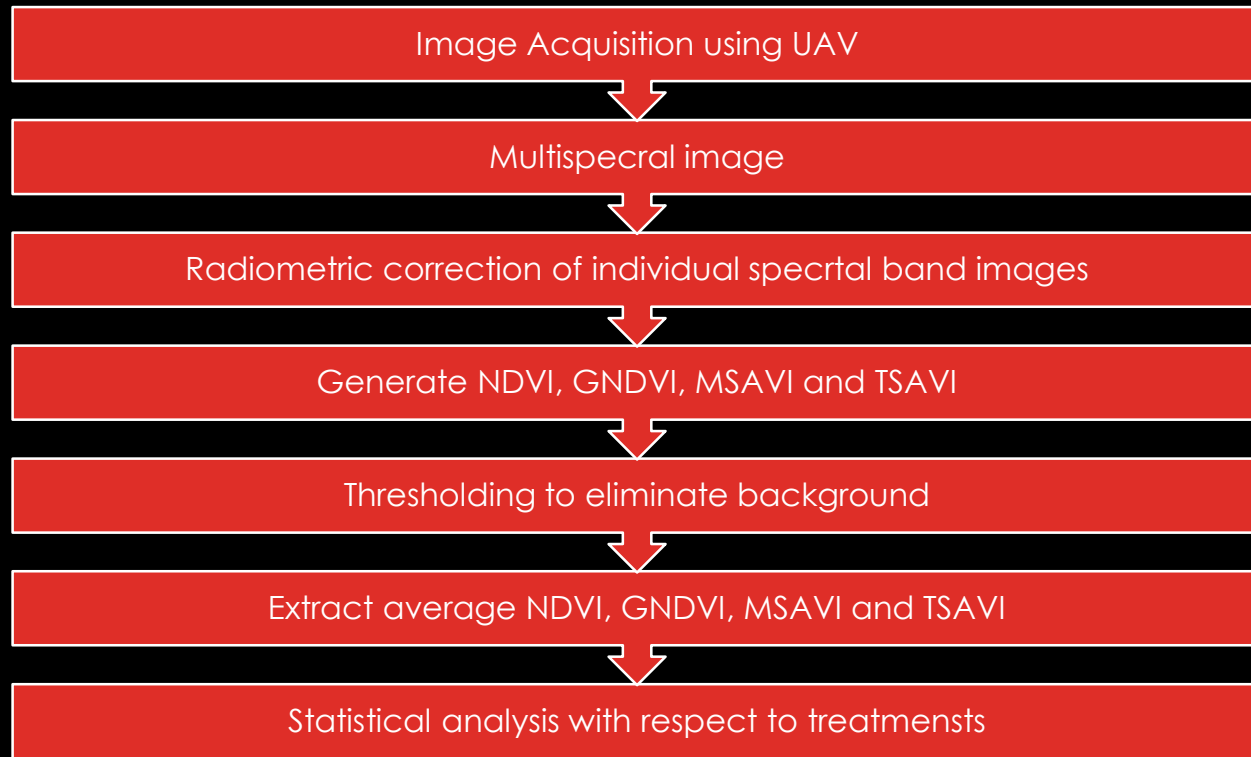 Image Acquisition using UAV
Multispecral image
Radiometric correction of individual specrtal band images
Generate NDVI, GNDVI, MSAVI and TSAVI
Thresholding to eliminate background
Extract average NDVI, GNDVI, MSAVI and TSAVI
Statistical analysis with respect to treatmensts